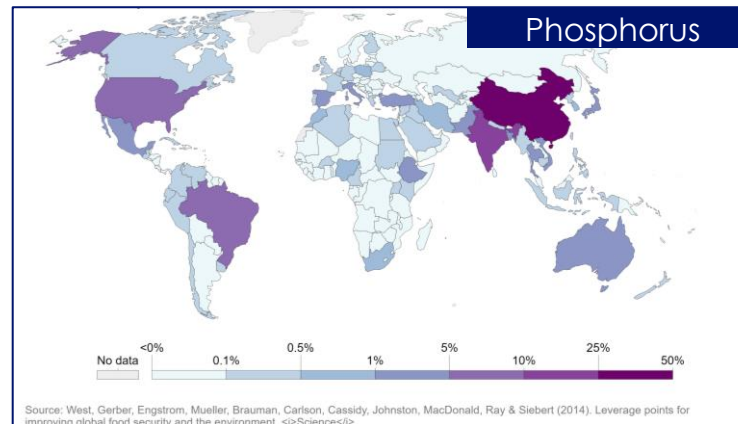 Phosphorus
<0% 0.5% 5% 25%
No data 0.1% 1% 10% 50%
Source: West, Gerber, Engstrom, Mueller, Brauman, Carlson, Cassidy, Johnston, MacDonald, Ray & Siebert (2014). Leverage points for
improving global food security and the environment. <i>Science</i>